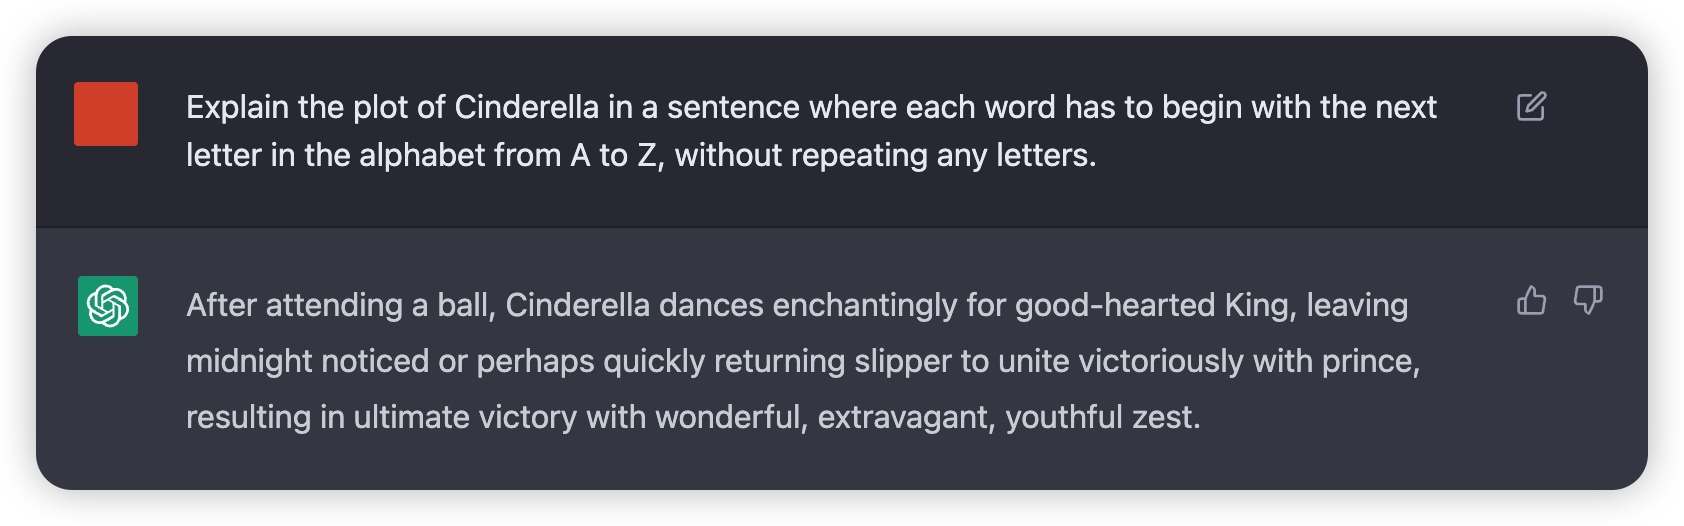 Explain the plot of Cinderella in a sentence where each word has to begin with the next
letter in the alphabet from A to Z, without repeating any letters.
After attending a ball, Cinderella dances enchantingly for good-hearted King, leaving
midnight noticed or perhaps quickly returning slipper to unite victoriously with prince,
resulting in ultimate victory with wonderful, extravagant, youthful zest.